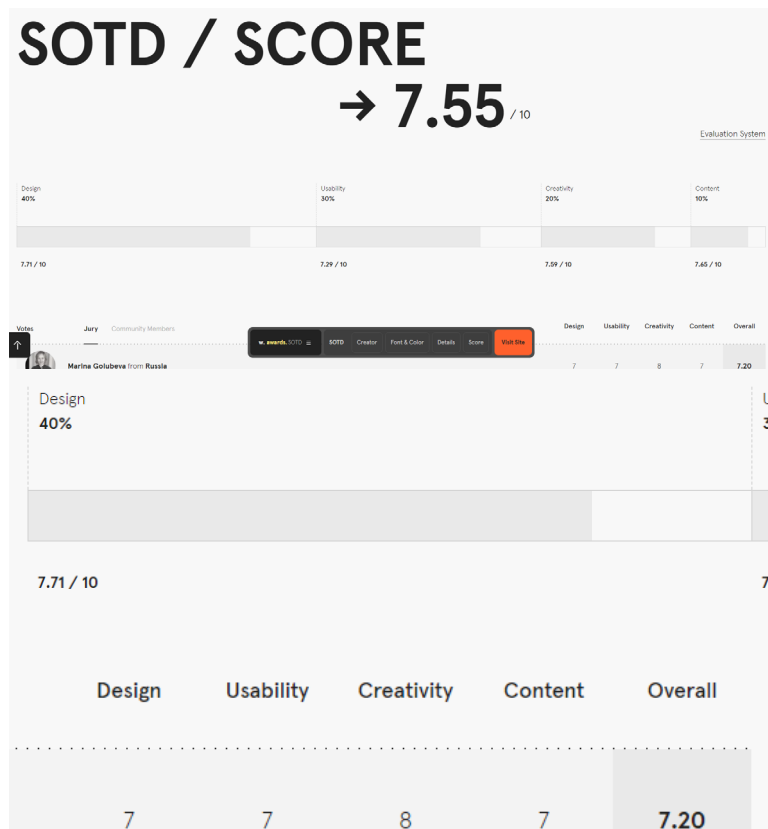 SOTD / SCORE
→ 7.55 / 10
Evaluation System
Design Usability Creativity Content
40% 30% 20% 10%
7.71 / 10 7.29 / 10 7.59 / 10 7.65 / 10
Votes Jury Community Members Design Usability Creativity Content Overall
w. awards.SOTD SOTD Creator Font & Color Details Score Visit Site
Marina Golubeva from Russia 7 7 8 7 7.20
Design
40%
7.71 / 10 7
Design Usability Creativity Content Overall
7 7 8 7 7.20